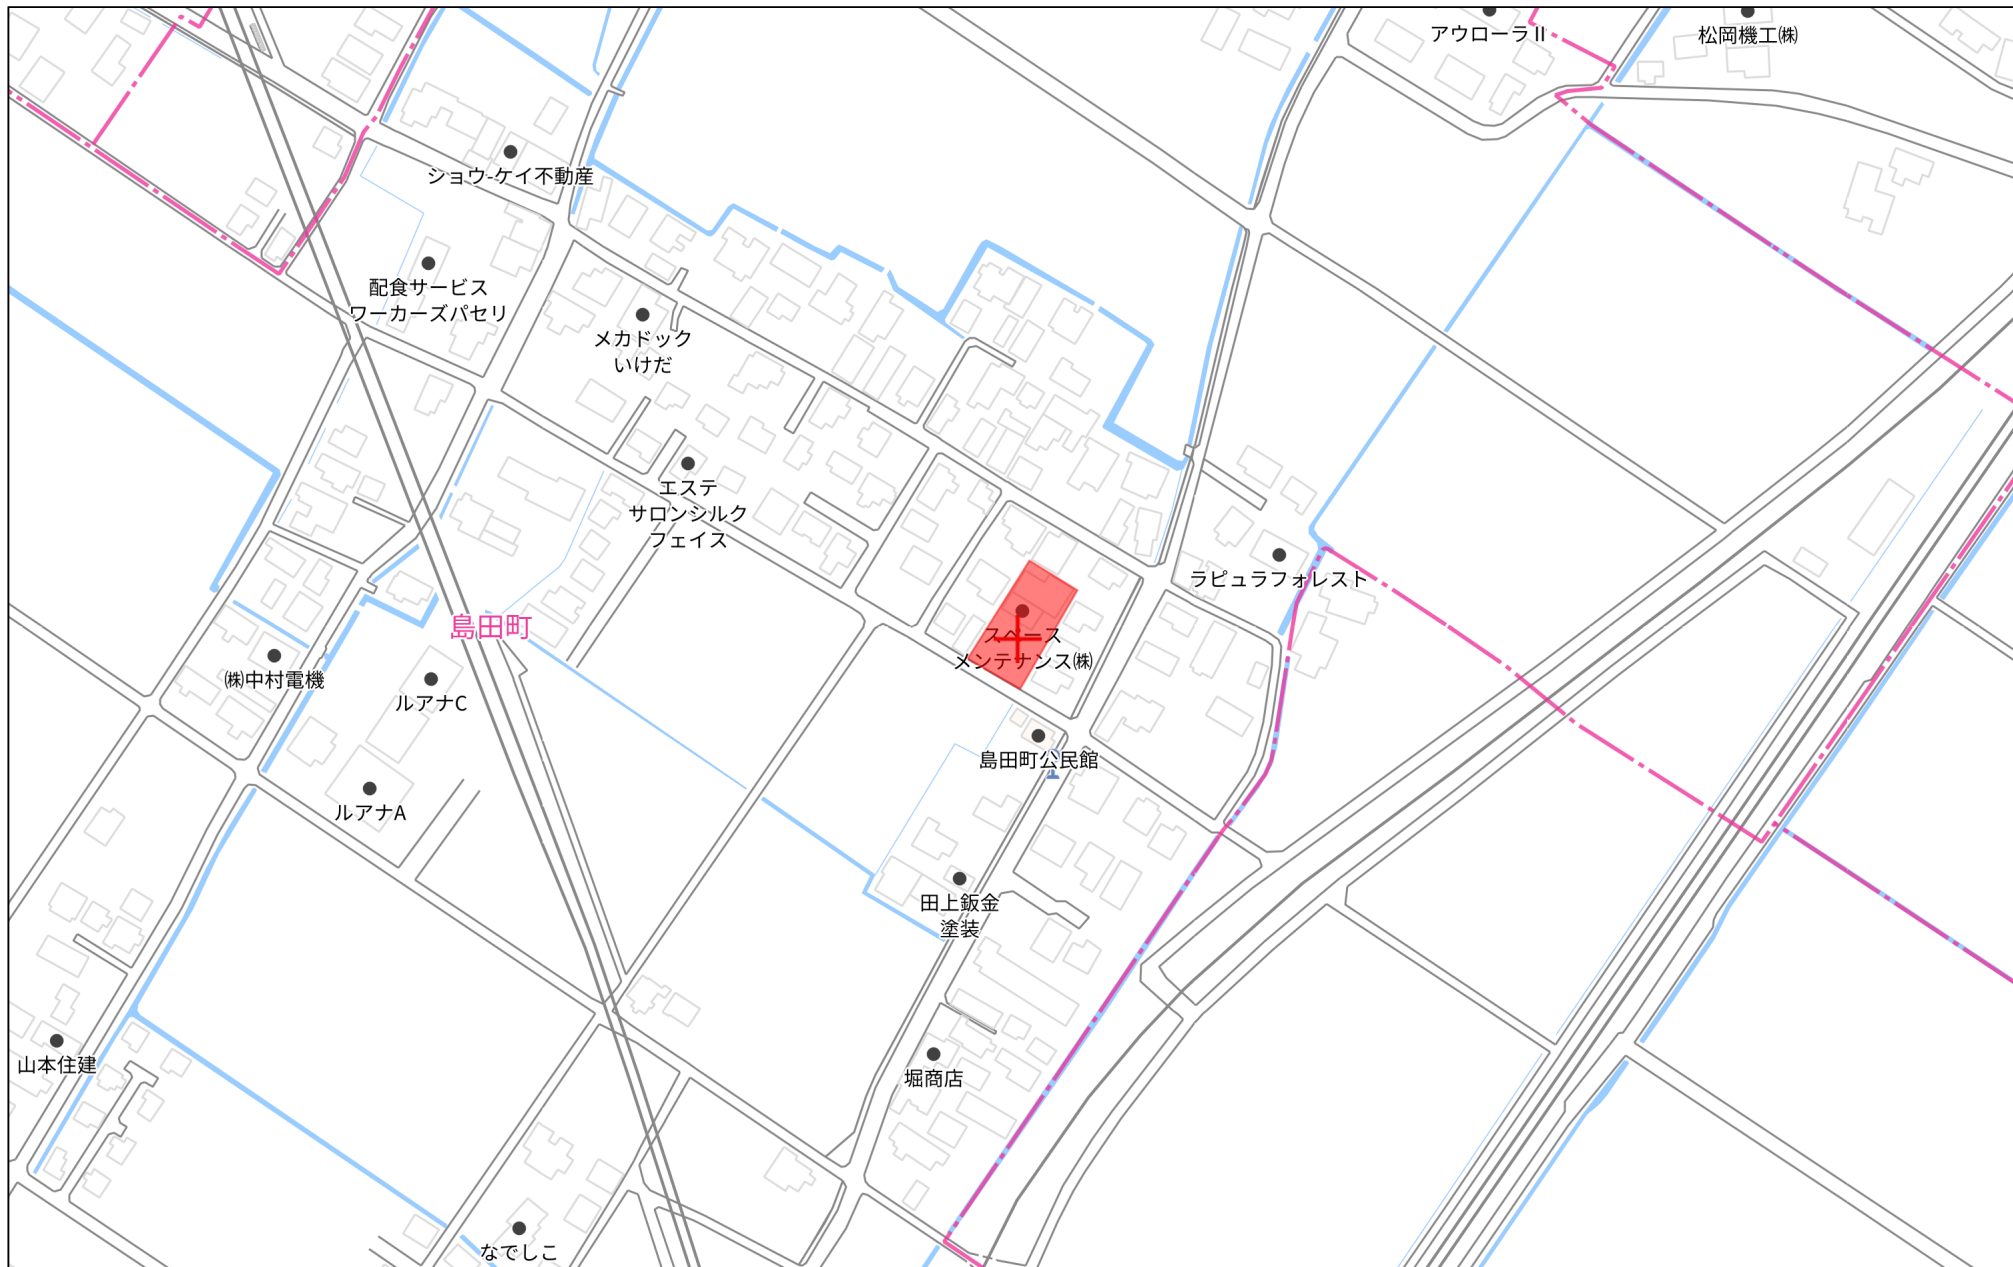 アウローラⅡ
松岡機工㈱
ショウ-ケイ不動産
配食サービス
ワーカーズパセリ
メカドック
いけだ
エステ
サロンシルク
フェイス
ラピュラフォレスト
島田町
スペース
メンテナンス㈱
㈱中村電機
ルアナC
島田町公民館
ルアナA
田上鈑金
塗装
山本住建
堀商店
なでしこ